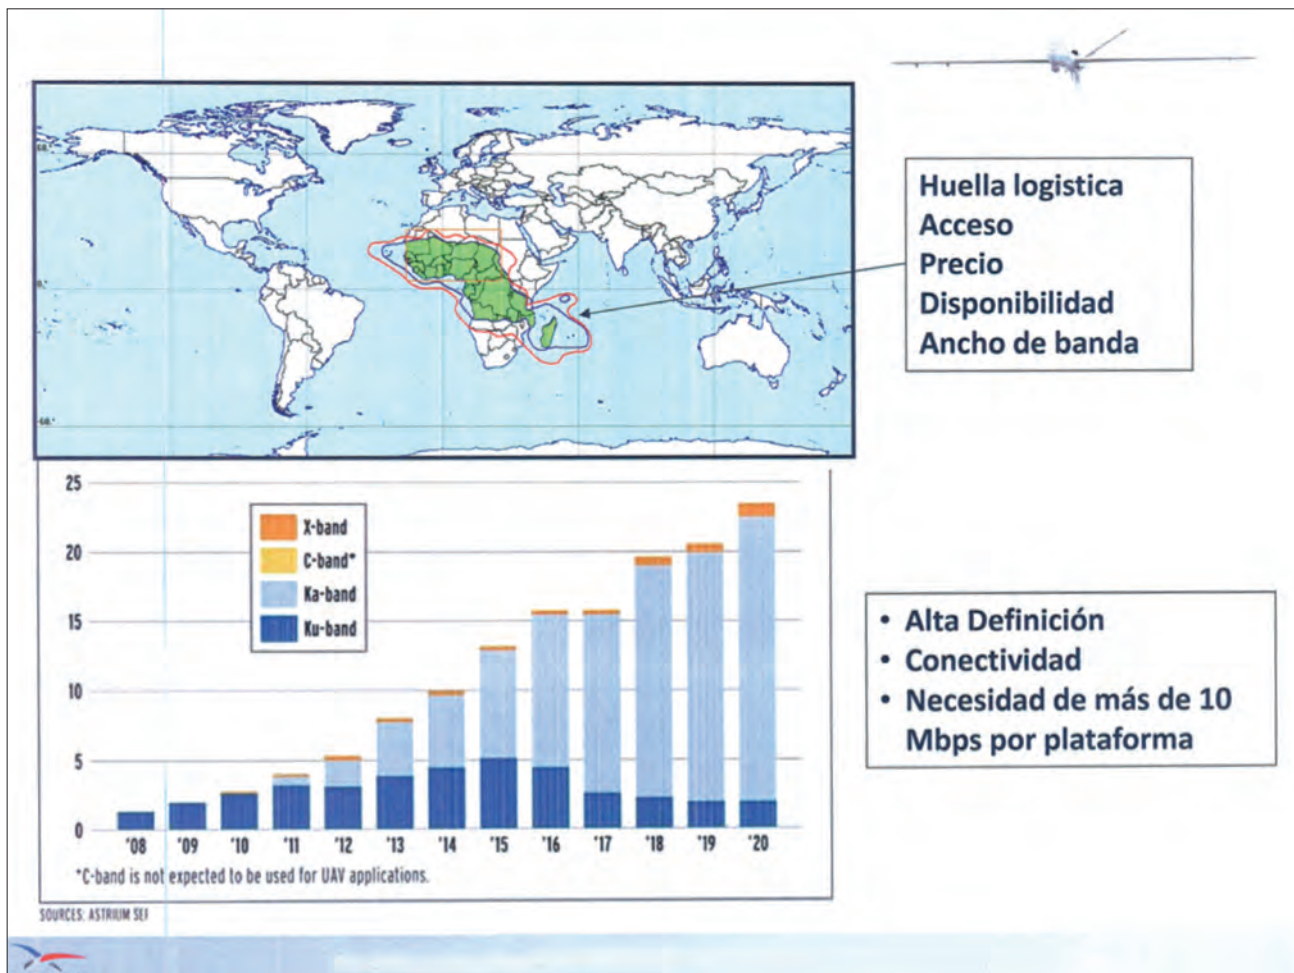 Huella logistica
Acceso
Precio
Disponibilidad
Ancho de banda
25
20
15
10
5
0
X-band
C-band*
Ka-band
Ku-band
'08 '09 '10 '11 '12 '13 '14 '15 '16 '17 '18 '19 '20
*C-band is not expected to be used for UAV applications.
SOURCES: ASTRIUM SEF
• Alta Definición
• Conectividad
• Necesidad de más de 10
Mbps por plataforma